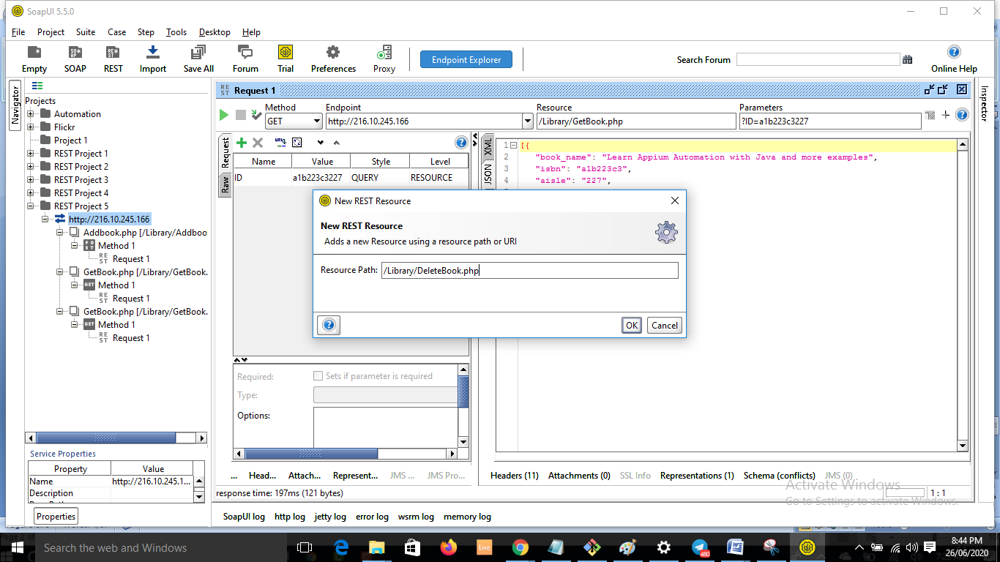 SoapUI 5.5.0
File Project Suite Case Step Tools Desktop Help
Empty SOAP REST Import Save All Forum Trial Preferences Proxy Endpoint Explorer Search Forum Online Help
Navigator
Projects
Automation
Flickr
Project 1
REST Project 1
REST Project 2
REST Project 3
REST Project 4
REST Project 5
http://216.10.245.166
Addbook.php [/Library/Addboo
Method 1
Request 1
GetBook.php [/Library/GetBook.
Method 1
Request 1
GetBook.php [/Library/GetBook.
Method 1
Request 1
Service Properties
Property Value
Name http://216.10.245.1...
Description
Properties
Request 1
Method Endpoint Resource Parameters
GET http://216.10.245.166 /Library/GetBook.php ?ID=a1b223c3227
Inspector
Request
Raw
Name Value Style Level
ID a1b223c3227 QUERY RESOURCE
XML
JSON
1 [{
2 "book_name": "Learn Appium Automation with Java and more examples",
3 "isbn": "a1b223c3",
4 "aisle": "227",
New REST Resource
New REST Resource
Adds a new Resource using a resource path or URI
Resource Path: /Library/DeleteBook.php
OK Cancel
Required: Sets if parameter is required
Type:
Options:
... Head... Attach... Represent... JMS ... JMS Pro...
Headers (11) Attachments (0) SSL Info Representations (1) Schema (conflicts) JMS (0)
response time: 197ms (121 bytes)
1 : 1
Activate Windows
Go to Settings to activate Windows.
SoapUI log http log jetty log error log wsrm log memory log
Search the web and Windows
Live
480
8:44 PM
26/06/2020